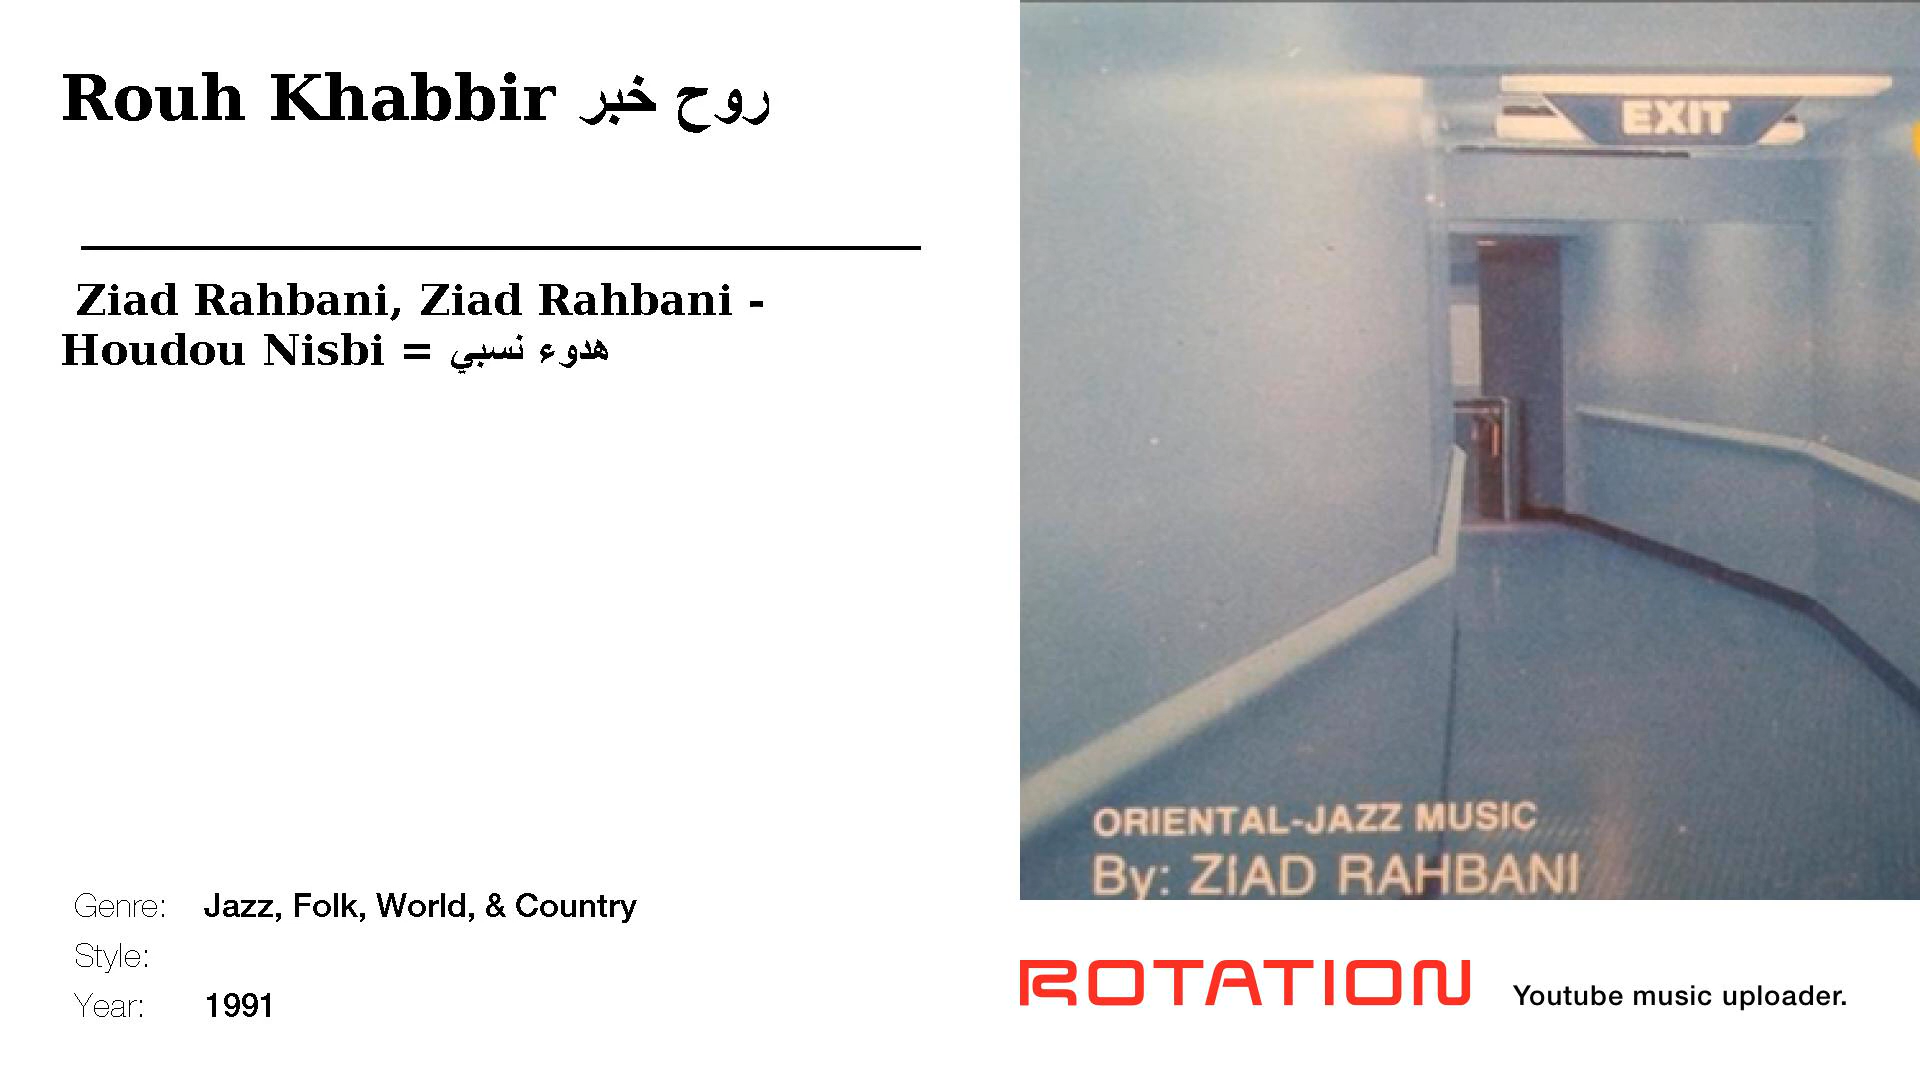 Rouh Khabbir روح خبر
Ziad Rahbani, Ziad Rahbani -
Houdou Nisbi = هدوء نسبي
Genre: Jazz, Folk, World, & Country
Style:
Year: 1991
EXIT
ORIENTAL-JAZZ MUSIC
By: ZiAD RAHBANI
ROTATION
Youtube music uploader.